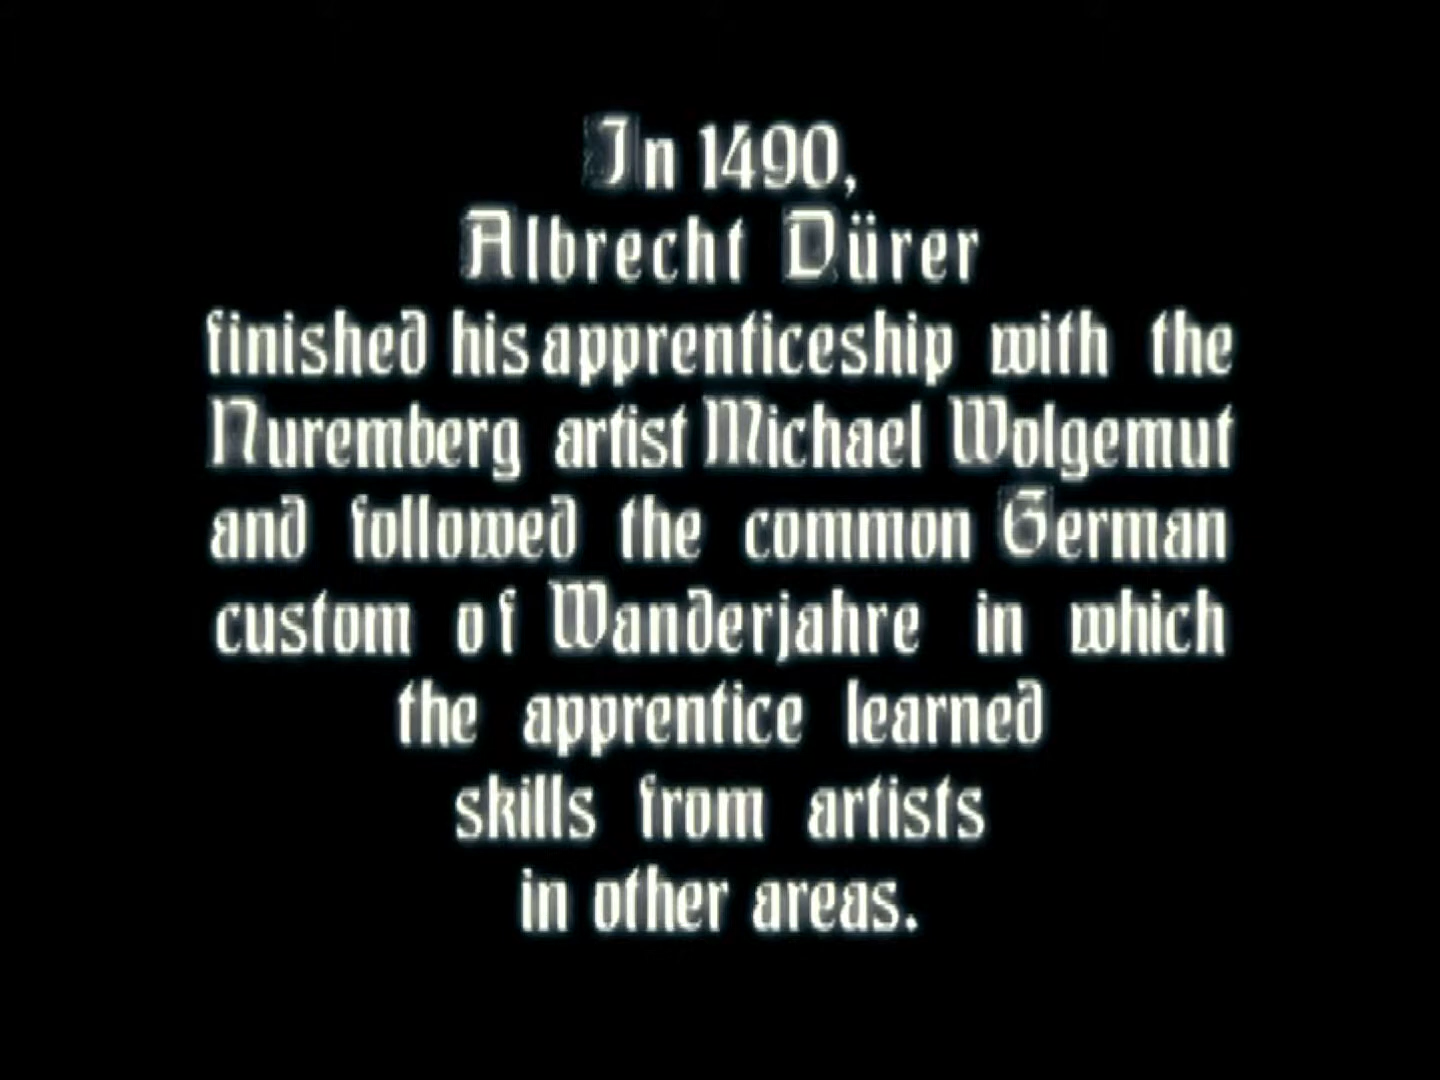 In 1490,
Albrecht Dürer
finished his apprenticeship with the
Nuremberg artist Michael Wolgemut
and followed the common German
custom of Wanderjahre in which
the apprentice learned
skills from artists
in other areas.